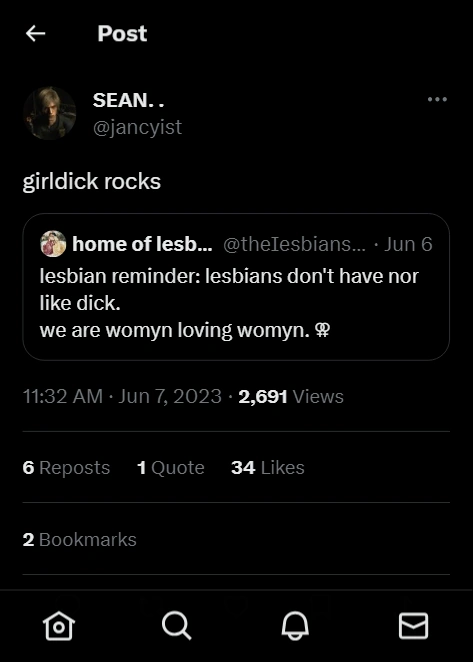 Post
SEAN. .
@jancyist
girldick rocks
home of lesb... @theIesbians... · Jun 6
lesbian reminder: lesbians don't have nor
like dick.
we are womyn loving womyn. ⚢
11:32 AM · Jun 7, 2023 · 2,691 Views
6 Reposts 1 Quote 34 Likes
2 Bookmarks